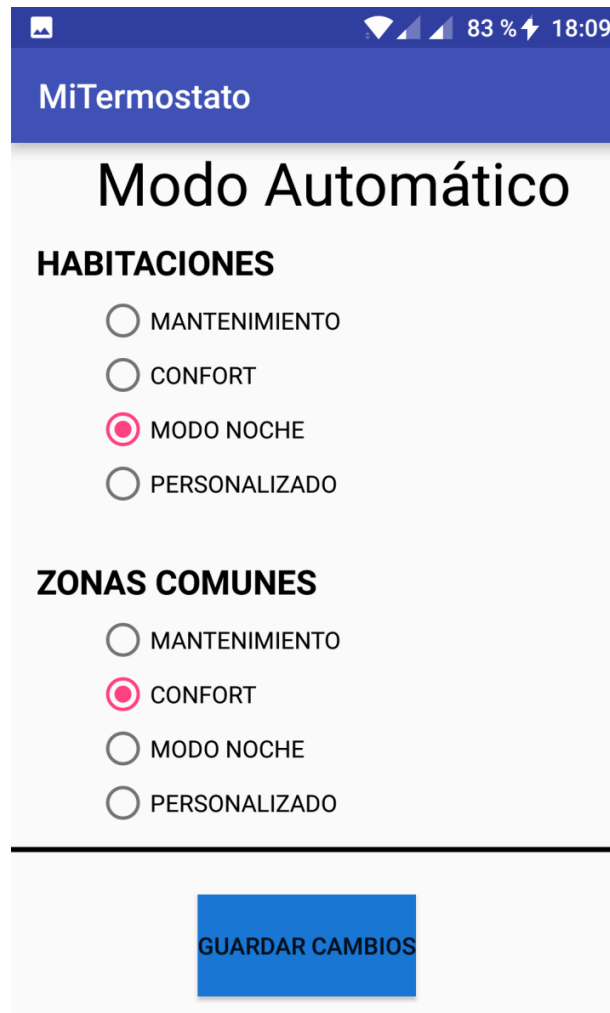 83 % 18:09
MiTermostato
Modo Automático
HABITACIONES
MANTENIMIENTO
CONFORT
MODO NOCHE
PERSONALIZADO
ZONAS COMUNES
MANTENIMIENTO
CONFORT
MODO NOCHE
PERSONALIZADO
GUARDAR CAMBIOS